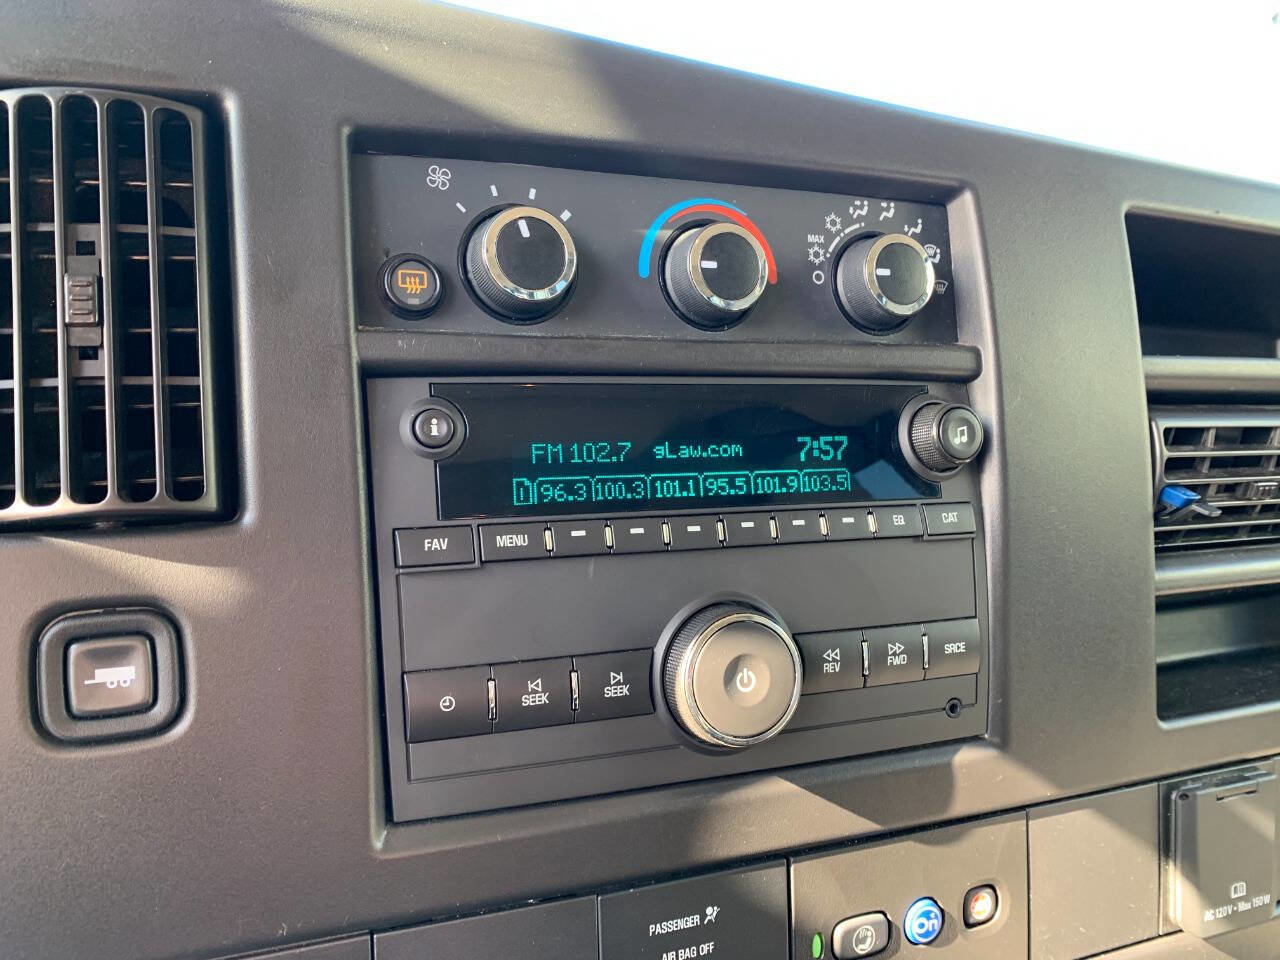 MAX
FM 102.7 gLaw.com 7:57
1 96.3 100.3 101.1 95.5 101.9 103.5
FAV MENU EQ CAT
SEEK SEEK REV FWD SRCE
PASSENGER
AIR BAG OFF
On
AC 120V • Max 150W